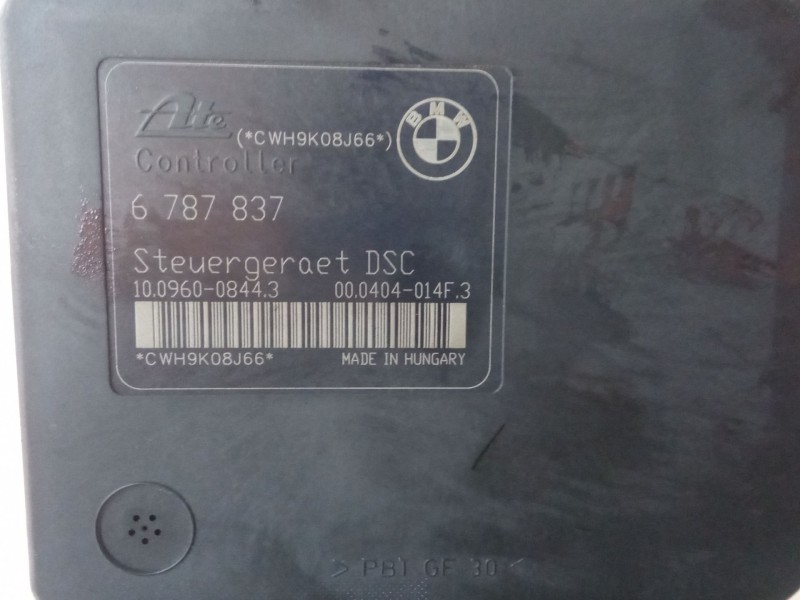 Ate (*CWH9K08J66*) BMW
Controller
6 787 837
Steuergeraet DSC
10.0960-0844.3 00.0404-014F.3
*CWH9K08J66* MADE IN HUNGARY
> PBT GF 30 <